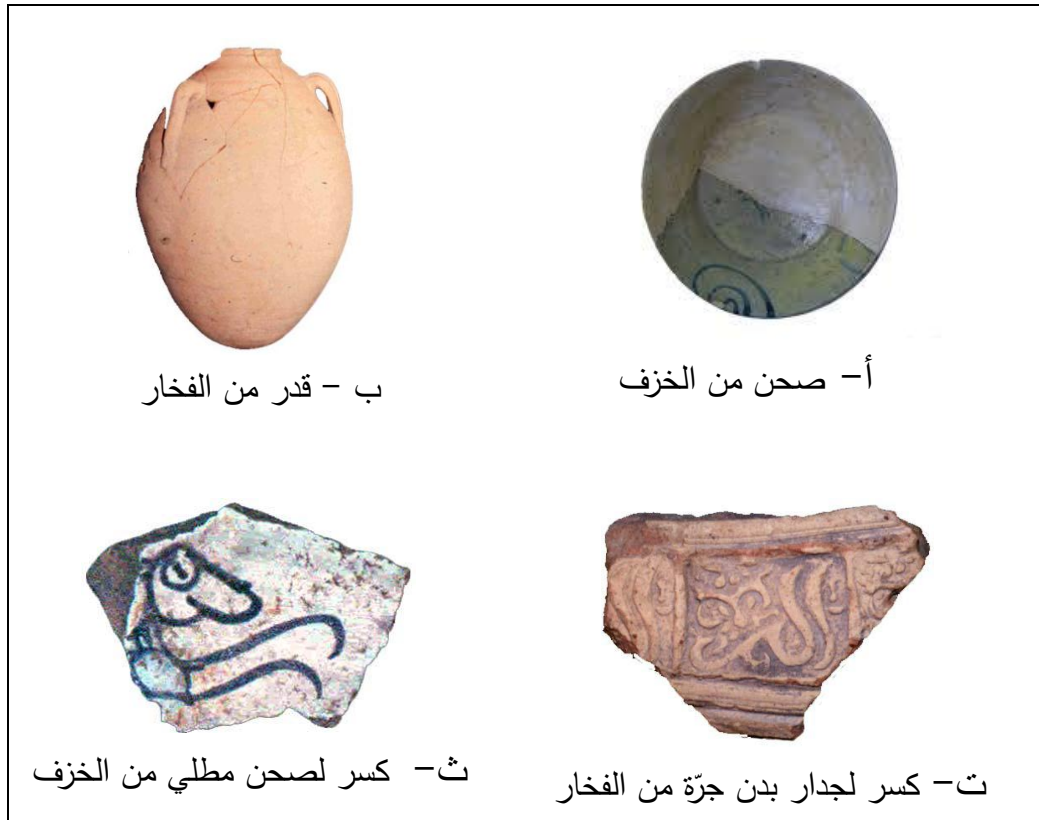 أ- صحن من الخزف
ب - قدر من الفخار
ت- كسر لجدار بدن جرّة من الفخار
ث- كسر لصحن مطلي من الخزف